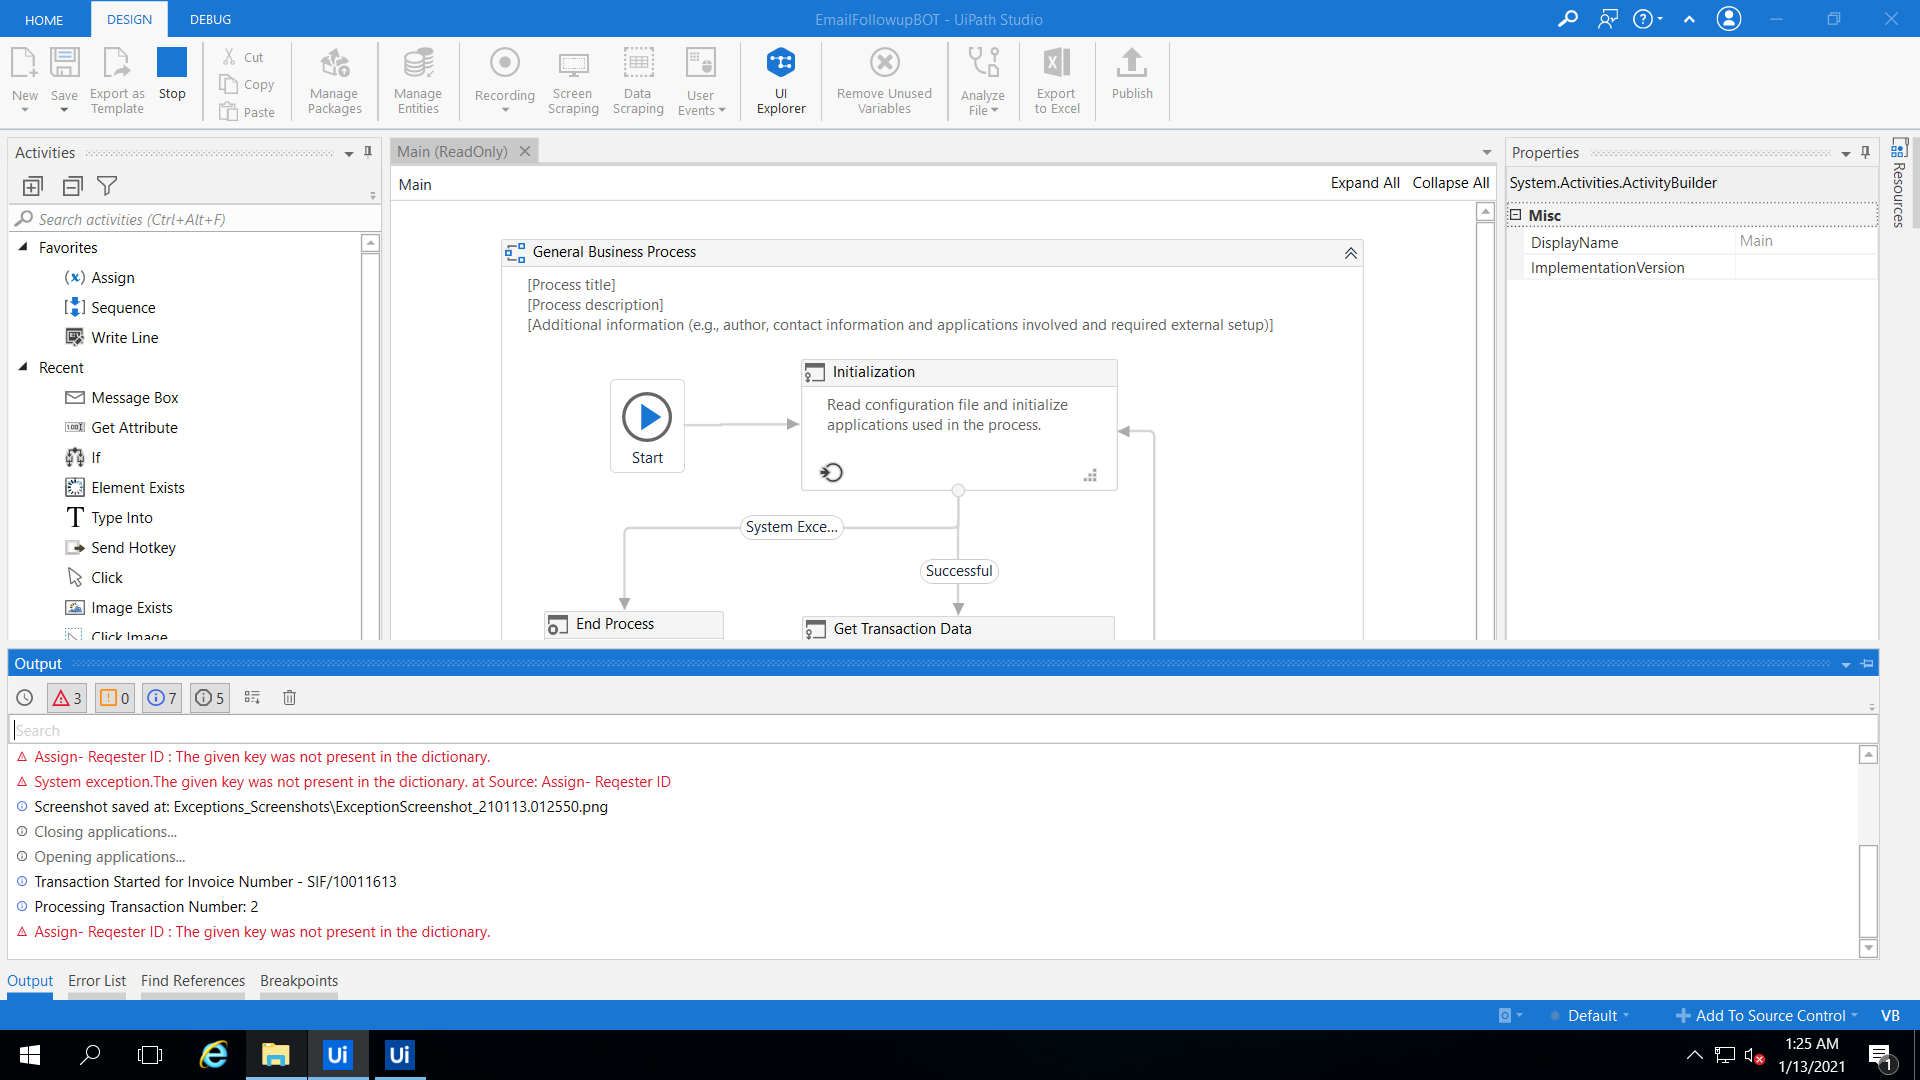 HOME
DESIGN
DEBUG
EmailFollowupBOT - UiPath Studio
New
Save
Export as
Template
Stop
Cut
Copy
Paste
Manage
Packages
Manage
Entities
Recording
Screen
Scraping
Data
Scraping
User
Events
UI
Explorer
Remove Unused
Variables
Analyze
File
Export
to Excel
Publish
Activities
Search activities (Ctrl+Alt+F)
Favorites
Assign
Sequence
Write Line
Recent
Message Box
Get Attribute
If
Element Exists
Type Into
Send Hotkey
Click
Image Exists
Click Image
Main (ReadOnly)
Main
Expand All
Collapse All
General Business Process
[Process title]
[Process description]
[Additional information (e.g., author, contact information and applications involved and required external setup)]
Start
Initialization
Read configuration file and initialize
applications used in the process.
System Exce...
Successful
End Process
Get Transaction Data
Properties
System.Activities.ActivityBuilder
Misc
DisplayName
Main
ImplementationVersion
Resources
Output
3
0
7
5
Search
Assign- Reqester ID : The given key was not present in the dictionary.
System exception.The given key was not present in the dictionary. at Source: Assign- Reqester ID
Screenshot saved at: Exceptions_Screenshots\ExceptionScreenshot_210113.012550.png
Closing applications...
Opening applications...
Transaction Started for Invoice Number - SIF/10011613
Processing Transaction Number: 2
Assign- Reqester ID : The given key was not present in the dictionary.
Output
Error List
Find References
Breakpoints
Default
Add To Source Control
VB
Ui
Ui
1:25 AM
1/13/2021
1